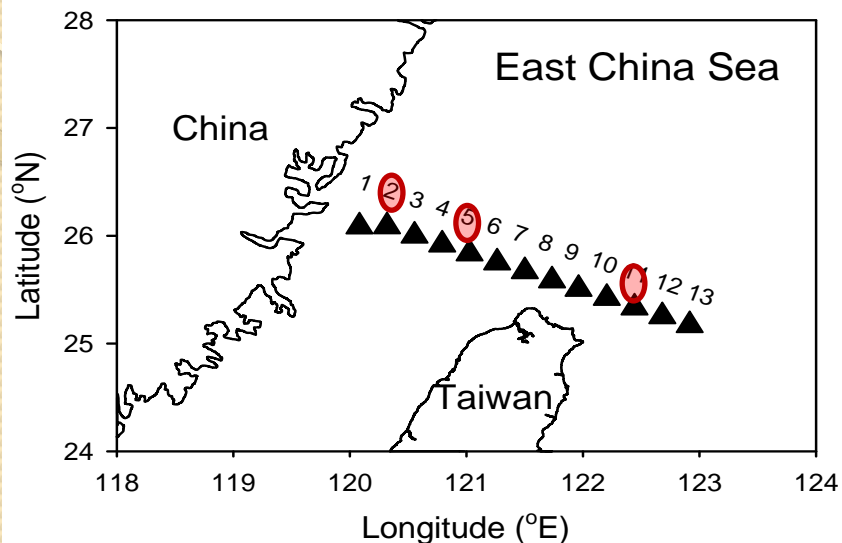 28
East China Sea
27
China
Latitude (°N)
1 2 3 4 5 6 7 8 9 10 11 12 13
26
25
Taiwan
24
118 119 120 121 122 123 124
Longitude (°E)